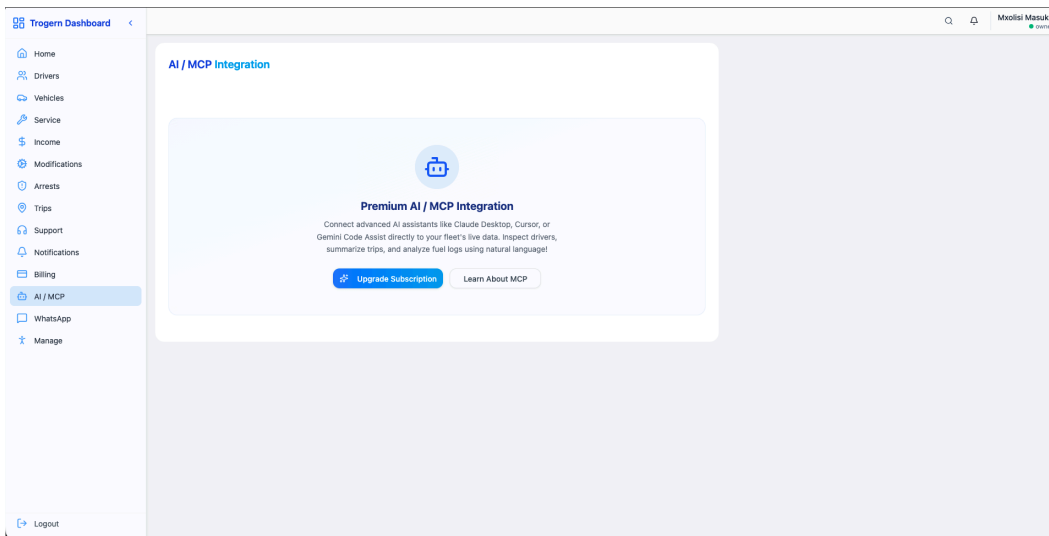 Trogern Dashboard
Mxolisi Masuk
owne
Home
Drivers
Vehicles
Service
Income
Modifications
Arrests
Trips
Support
Notifications
Billing
AI / MCP
WhatsApp
Manage
Logout
AI / MCP Integration
Premium AI / MCP Integration
Connect advanced AI assistants like Claude Desktop, Cursor, or
Gemini Code Assist directly to your fleet's live data. Inspect drivers,
summarize trips, and analyze fuel logs using natural language!
Upgrade Subscription
Learn About MCP